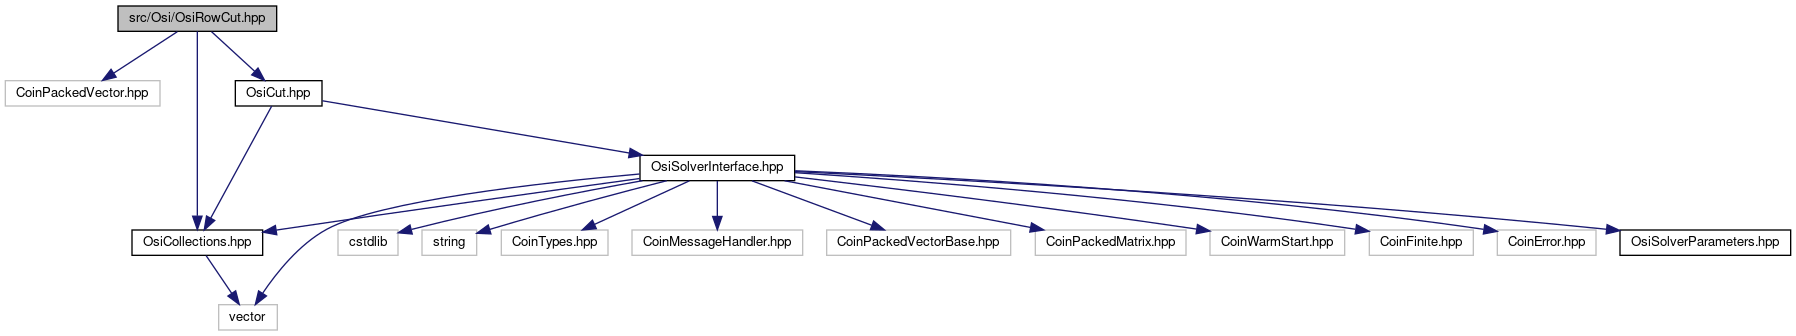 src/Osi/OsiRowCut.hpp
CoinPackedVector.hpp
OsiCut.hpp
OsiSolverInterface.hpp
OsiCollections.hpp
cstdlib
string
CoinTypes.hpp
CoinMessageHandler.hpp
CoinPackedVectorBase.hpp
CoinPackedMatrix.hpp
CoinWarmStart.hpp
CoinFinite.hpp
CoinError.hpp
OsiSolverParameters.hpp
vector